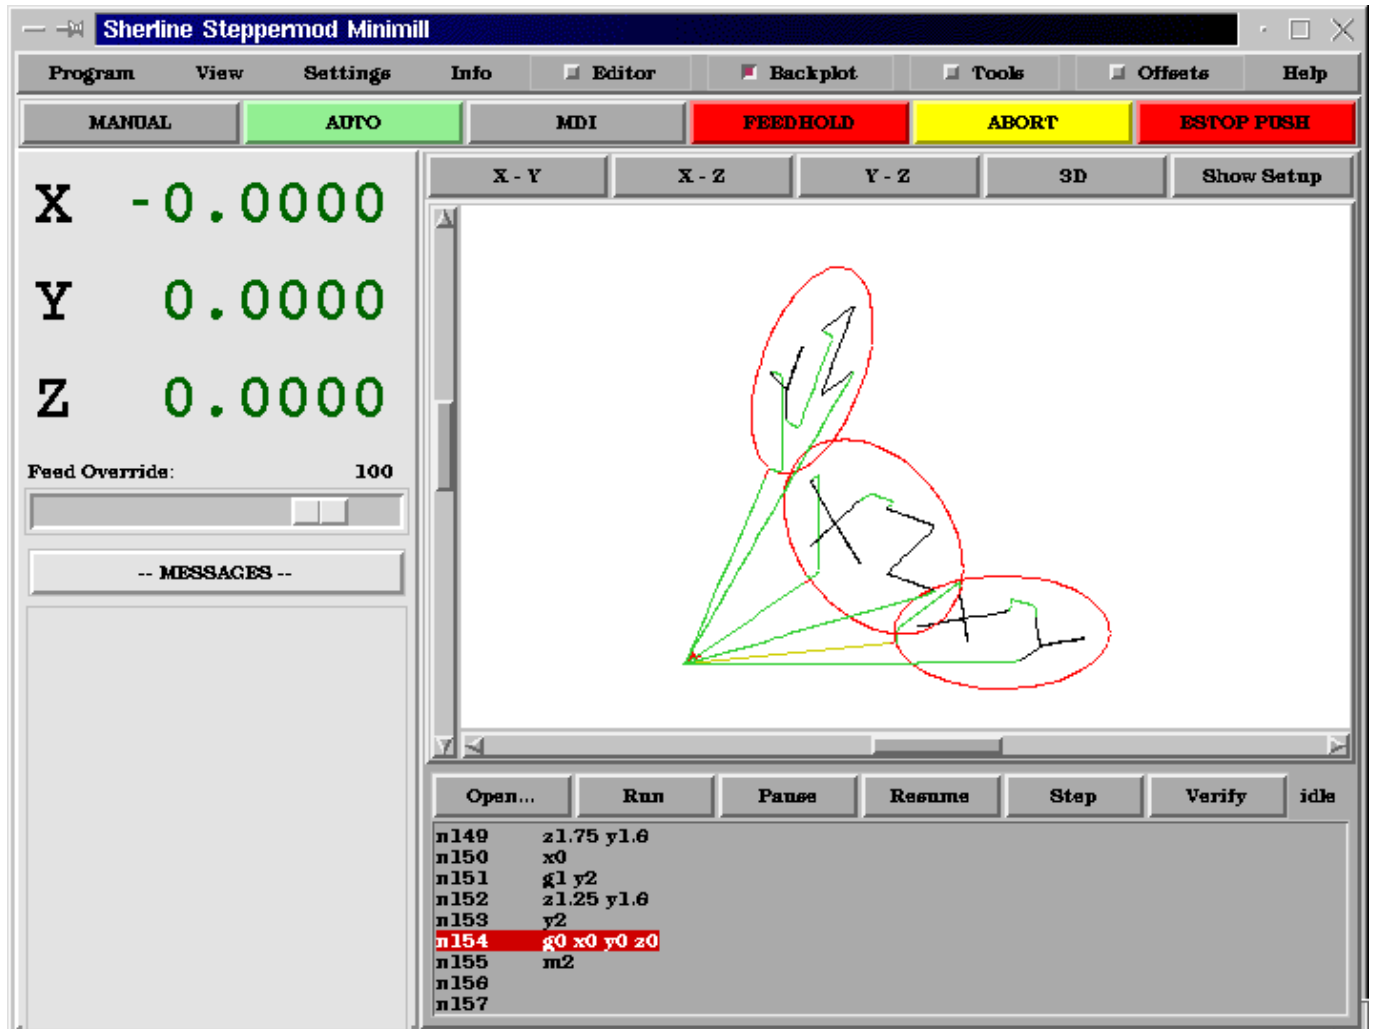 Sherline Steppermod Minimill
Program View Settings Info Editor Backplot Tools Offsets Help
MANUAL AUTO MDI FEEDHOLD ABORT ESTOP PUSH
X - Y X - Z Y - Z 3D Show Setup
X -0.0000
Y 0.0000
Z 0.0000
Feed Override: 100
-- MESSAGES --
Y Z
X Z
X Y
Open... Run Pause Resume Step Verify idle
n149 z1.75 y1.6
n150 x0
n151 g1 y2
n152 z1.25 y1.6
n153 y2
n154 g0 x0 y0 z0
n155 m2
n156
n157